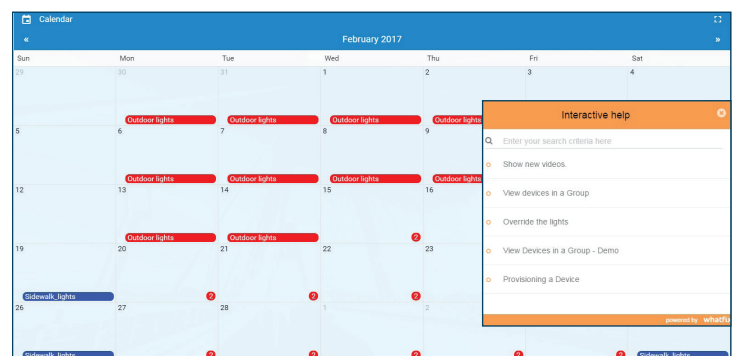 Calendar
« February 2017 »
Sun Mon Tue Wed Thu Fri Sat
29 30 31 1 2 3 4
Outdoor lights Outdoor lights Outdoor lights Outdoor lights
Interactive help
5 6 7 8 9
Enter your search criteria here
Show new videos.
Outdoor lights Outdoor lights Outdoor lights Outdoor lights
12 13 14 15 16
View devices in a Group
Override the lights
Outdoor lights Outdoor lights 2
19 20 21 22 23
View Devices in a Group - Demo
Provisioning a Device
Sidewalk_lights 2 2 2
26 27 28 1 2
powered by whatfix
Sidewalk_lights 2 2 2 2 2 Sidewalk_lights